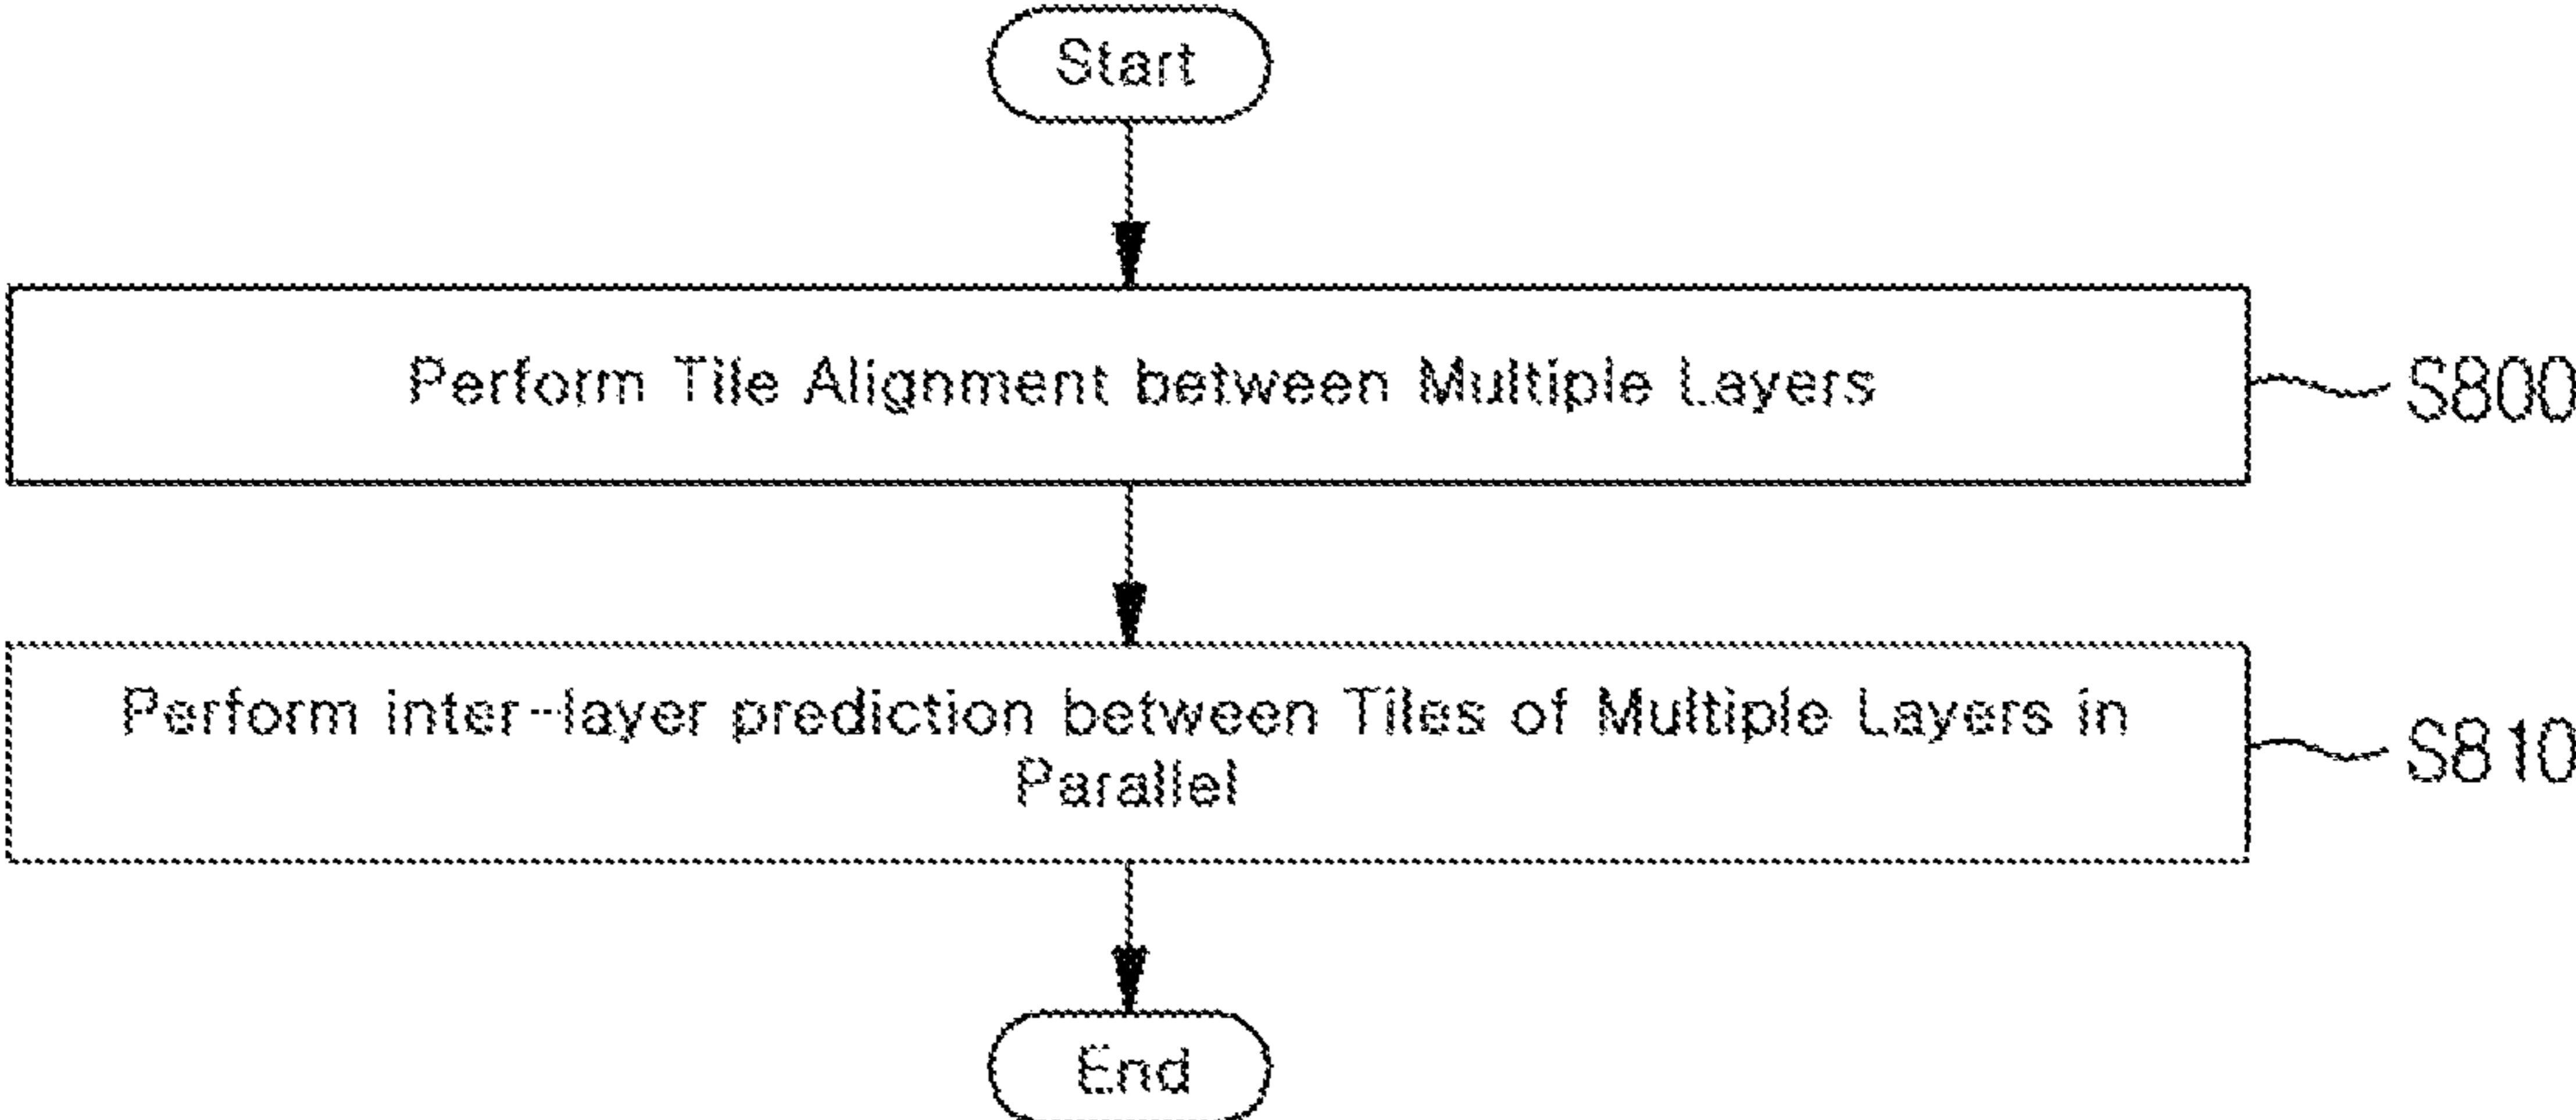 Start
Perform Tile Alignment between Multiple Layers
S800
Perform inter-layer prediction between Tiles of Multiple Layers in
Parallel
S810
End